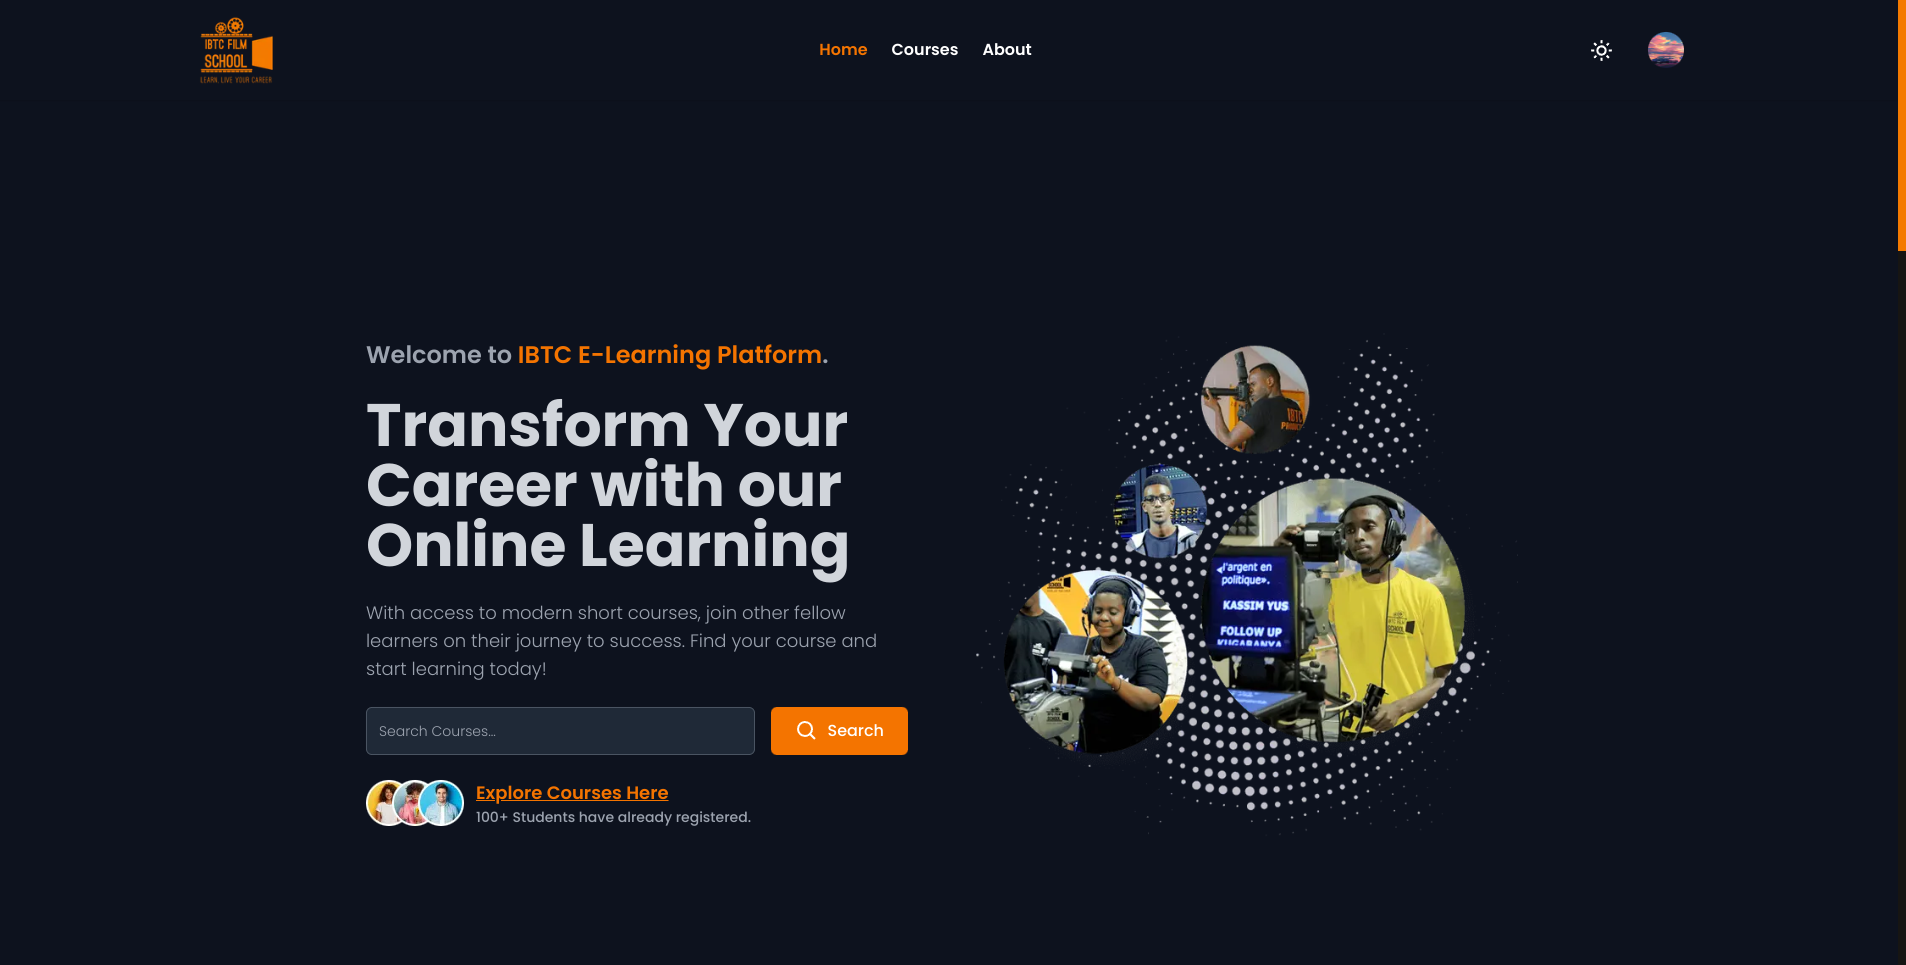 IBTC FILM
SCHOOL
LEARN. LIVE YOUR CAREER
Home
Courses
About
Welcome to IBTC E-Learning Platform.
Transform Your
Career with our
Online Learning
With access to modern short courses, join other fellow
learners on their journey to success. Find your course and
start learning today!
Search Courses...
Search
Explore Courses Here
100+ Students have already registered.
IBTC
l'argent en
politique».
KASSIM YUS
FOLLOW UP
KUGARANYA